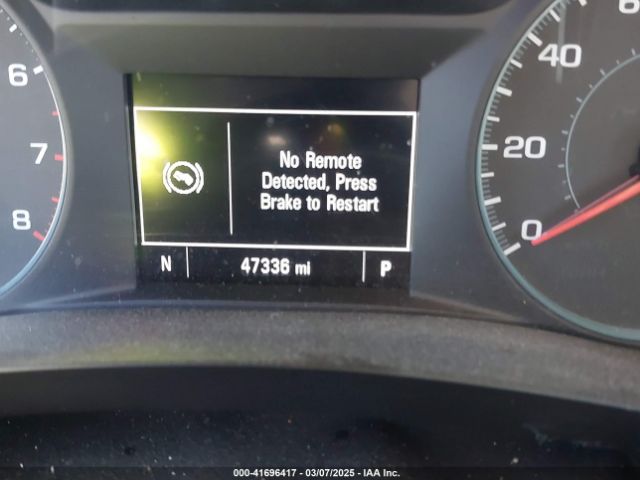 6
7
8
No Remote
Detected, Press
Brake to Restart
N 47336 mi P
0
20
40
6
000-41696417 - 03/07/2025 - IAA Inc.